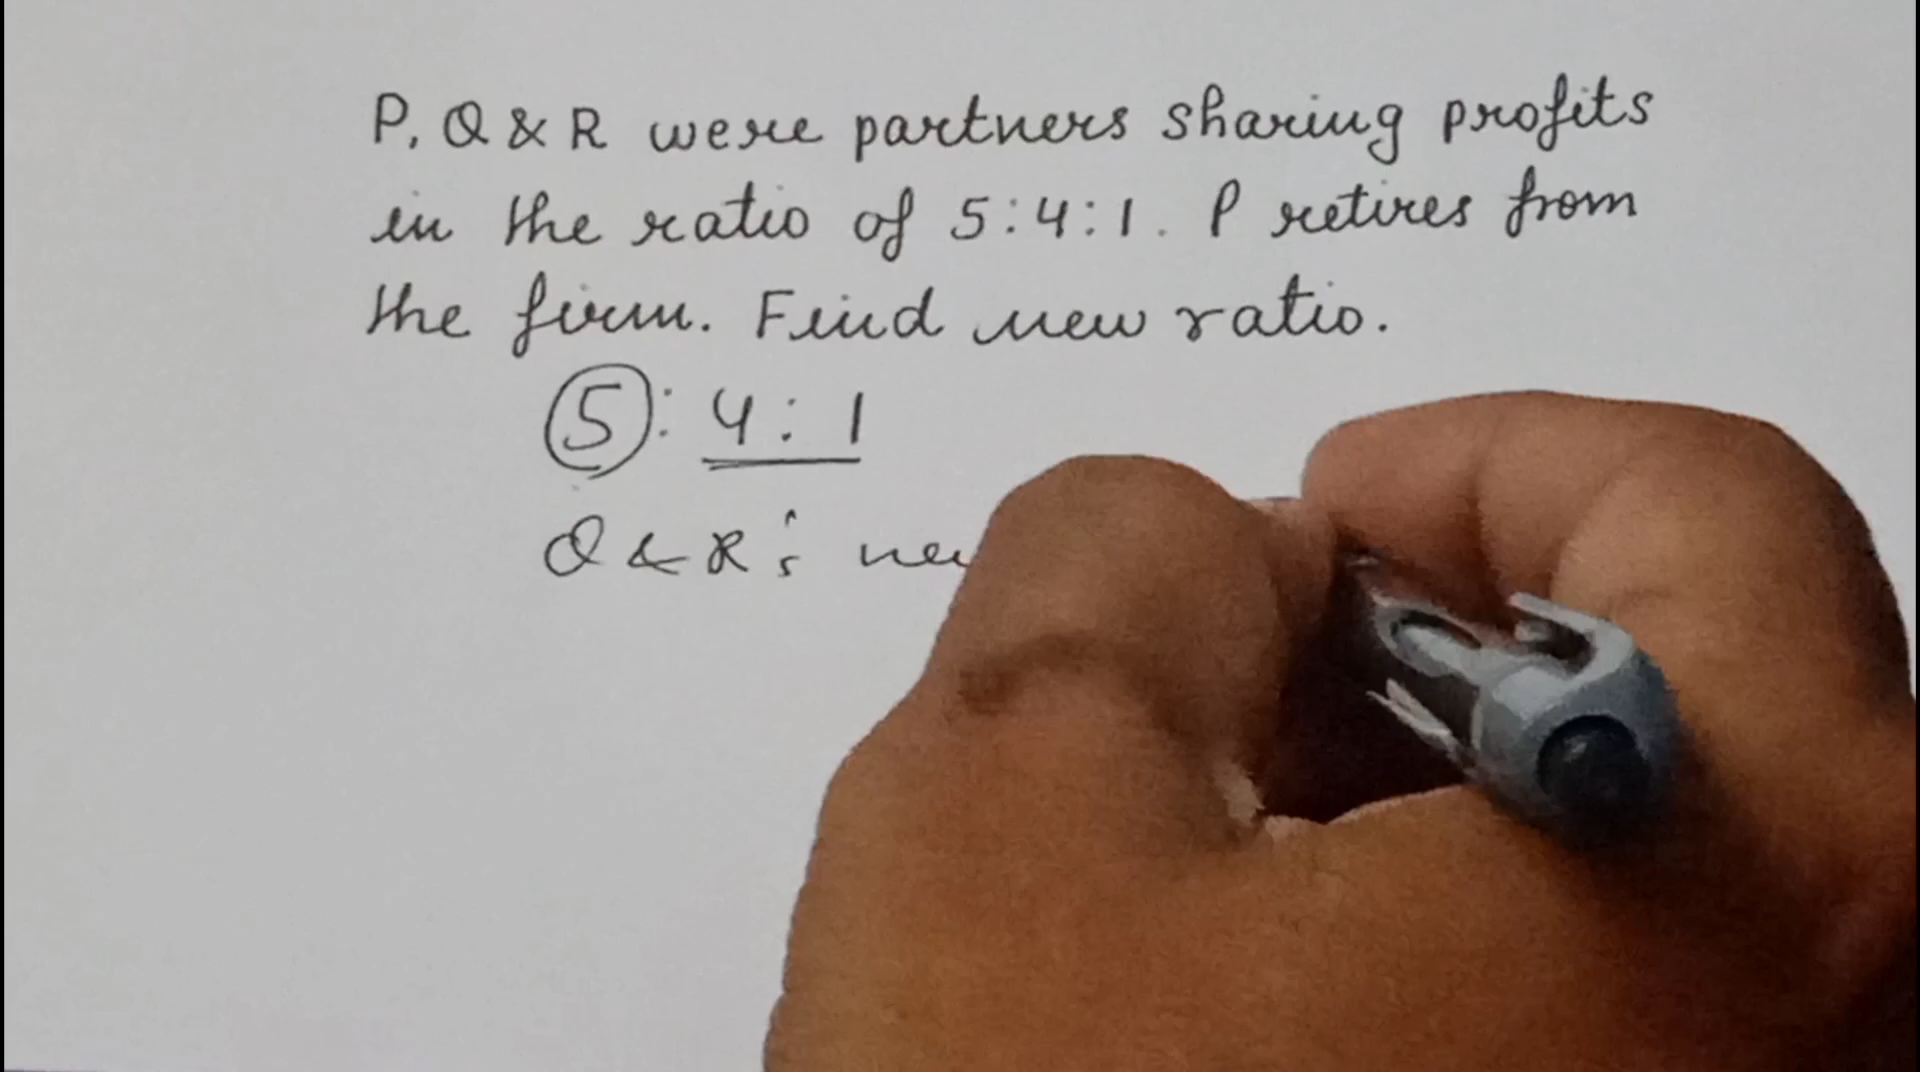 P, Q & R were partners sharing profits
in the ratio of 5:4:1. P retires from
the firm. Find new ratio.
5: 4: 1
Q & R's